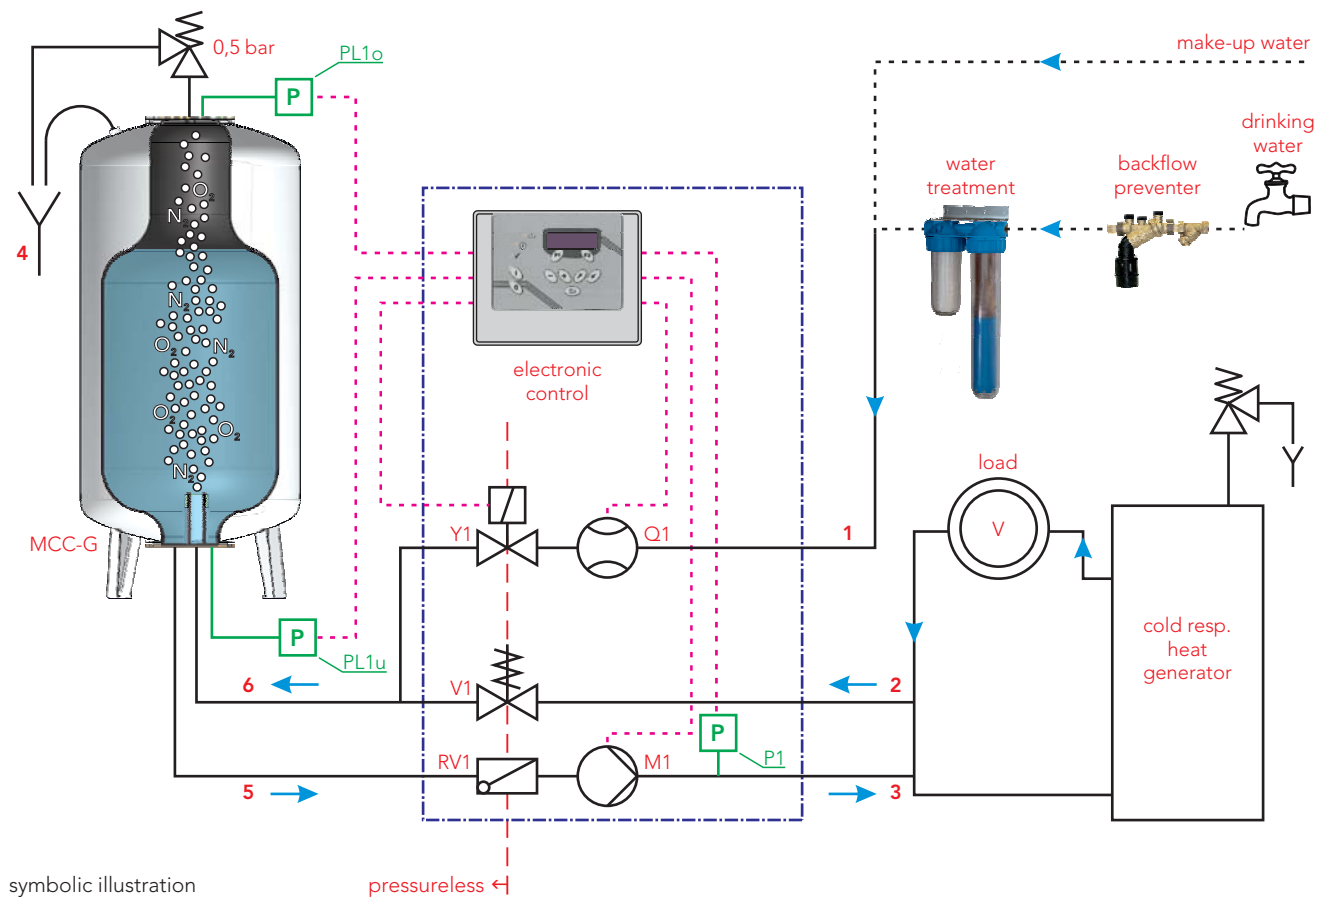 0,5 bar
PL1o
P
make-up water
drinking
water
backflow
preventer
water
treatment
4
O2
N2
N2
O2
N2
O2
O2
N2
electronic
control
load
V
Y1
Q1
1
MCC-G
P
PL1u
cold resp.
heat
generator
6
V1
2
P
P1
RV1
M1
5
3
symbolic illustration
pressureless